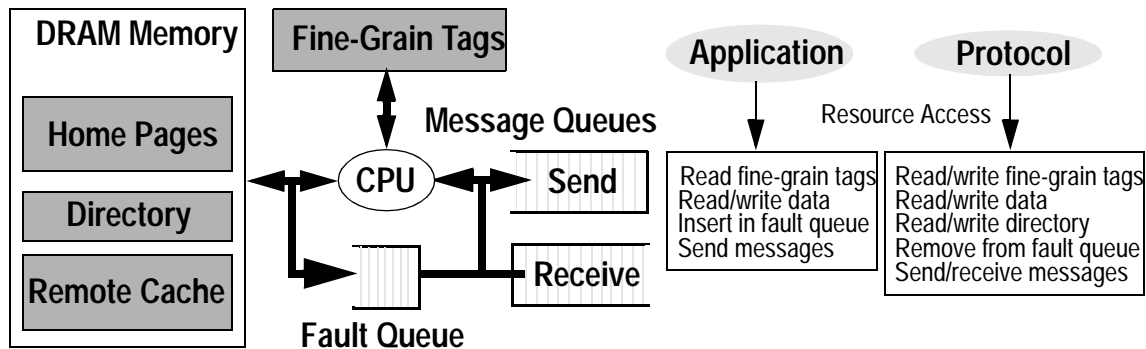 DRAM Memory
Home Pages
Directory
Remote Cache
Fine-Grain Tags
CPU
Message Queues
Send
Receive
Fault Queue
Application
Protocol
Resource Access
Read fine-grain tags
Read/write data
Insert in fault queue
Send messages
Read/write fine-grain tags
Read/write data
Read/write directory
Remove from fault queue
Send/receive messages